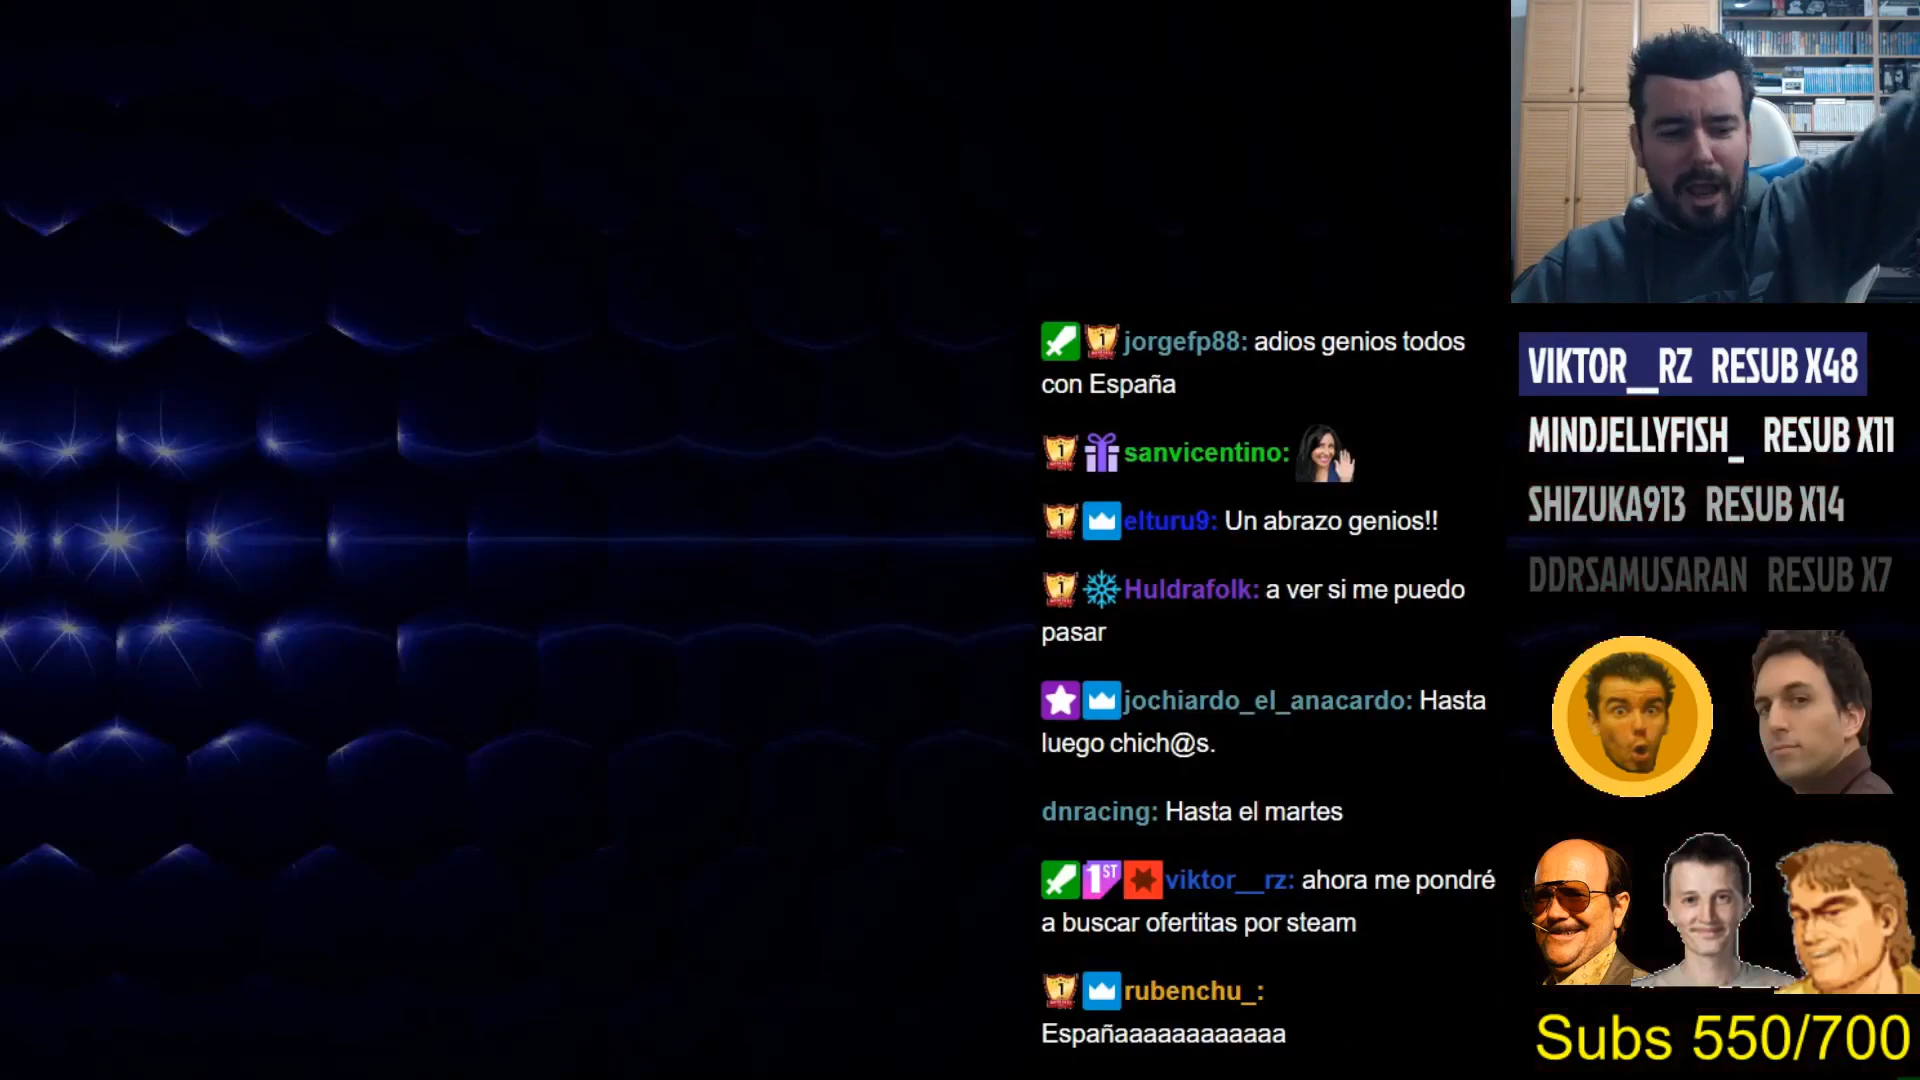 jorgefp88: adios genios todos
con España
sanvicentino:
elturu9: Un abrazo genios!!
Huldrafolk: a ver si me puedo
pasar
jochiardo_el_anacardo: Hasta
luego chich@s.
dnracing: Hasta el martes
1ST viktor__rz: ahora me pondré
a buscar ofertitas por steam
rubenchu_:
Españaaaaaaaaaaaa
VIKTOR__RZ RESUB X48
MINDJELLYFISH_ RESUB X11
SHIZUKA913 RESUB X14
DDRSAMUSARAN RESUB X7
Subs 550/700